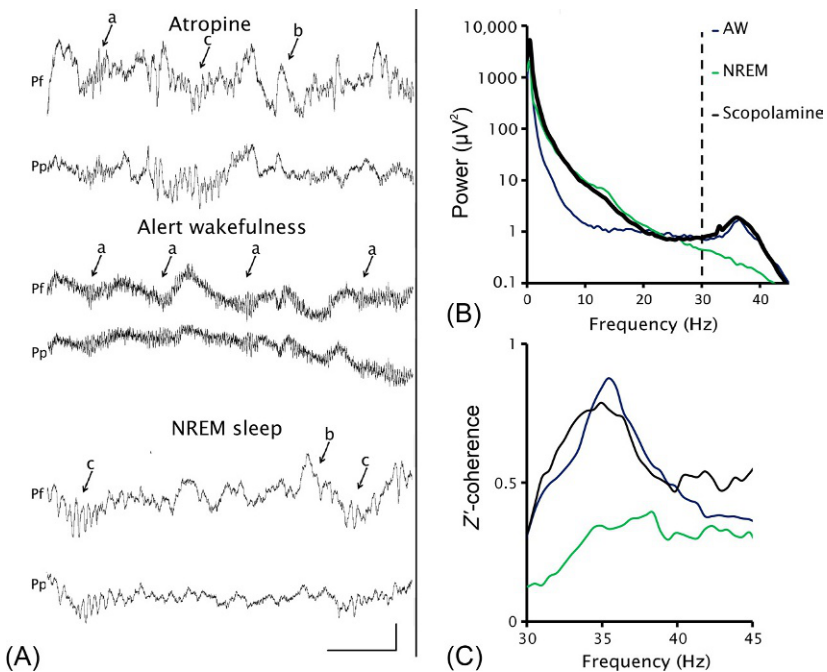 Atropine
a
c
b
Pf
Pp
Alert wakefulness
a
a
a
a
Pf
Pp
NREM sleep
b
c
c
Pf
Pp
(A)
AW
NREM
Scopolamine
10,000
1000
100
10
1
0.1
Power (µV²)
0
10
20
30
40
Frequency (Hz)
(B)
1
0.5
0
Z'-coherence
30
35
40
45
Frequency (Hz)
(C)